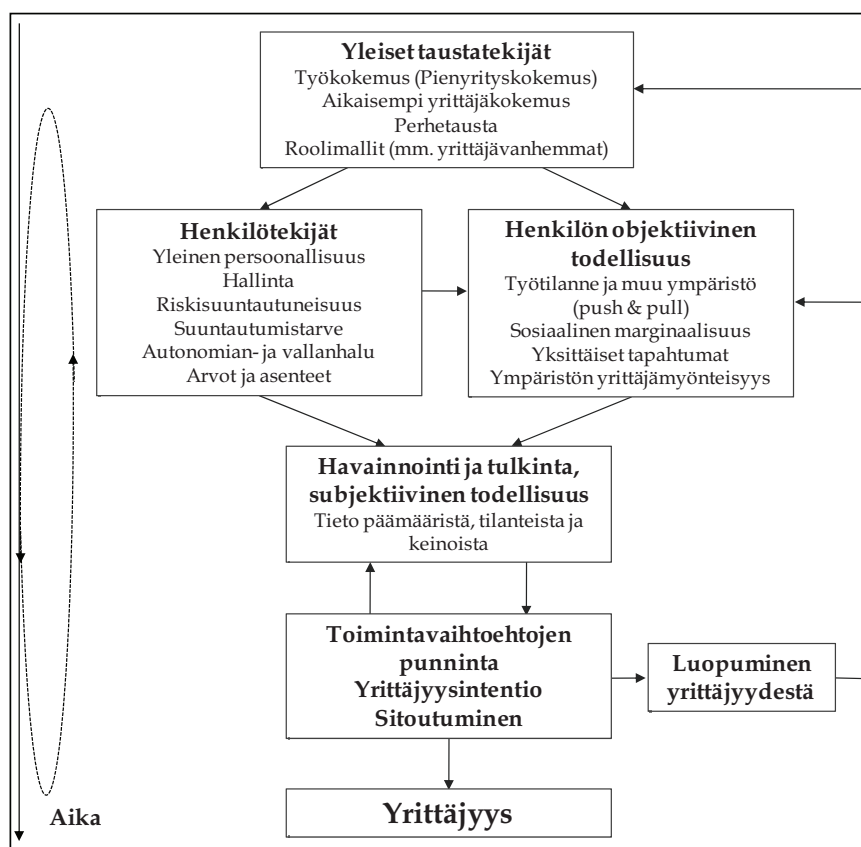 Yleiset taustatekijät
Työkokemus (Pienyrityskokemus)
Aikaisempi yrittäjäkokemus
Perhetausta
Roolimallit (mm. yrittäjävanhemmat)
Henkilötekijät
Yleinen persoonallisuus
Hallinta
Riskisuuntautuneisuus
Suuntautumistarve
Autonomian- ja vallanhalu
Arvot ja asenteet
Henkilön objektiivinen
todellisuus
Työtilanne ja muu ympäristö
(push & pull)
Sosiaalinen marginaalisuus
Yksittäiset tapahtumat
Ympäristön yrittäjämyönteisyys
Havainnointi ja tulkinta,
subjektiivinen todellisuus
Tieto päämääristä, tilanteista ja
keinoista
Toimintavaihtoehtojen
punninta
Yrittäjyysintentio
Sitoutuminen
Luopuminen
yrittäjyydestä
Yrittäjyys
Aika